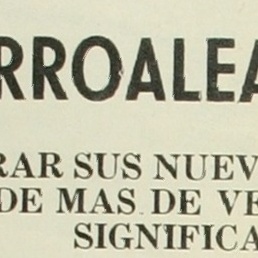 RROALEA
RAR SUS NUEV
DE MAS DE VE
SIGNIFICA